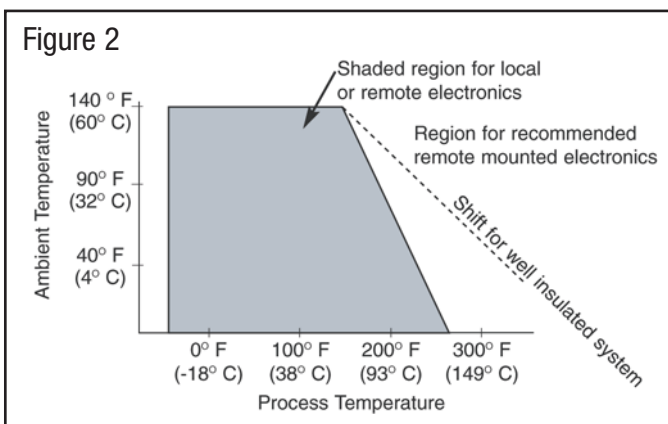 Figure 2
Shaded region for local
or remote electronics
Region for recommended
remote mounted electronics
Shift for well insulated system
Ambient Temperature
140 ° F
(60° C)
90° F
(32° C)
40° F
(4° C)
0° F
(-18° C)
100° F
(38° C)
200° F
(93° C)
300° F
(149° C)
Process Temperature